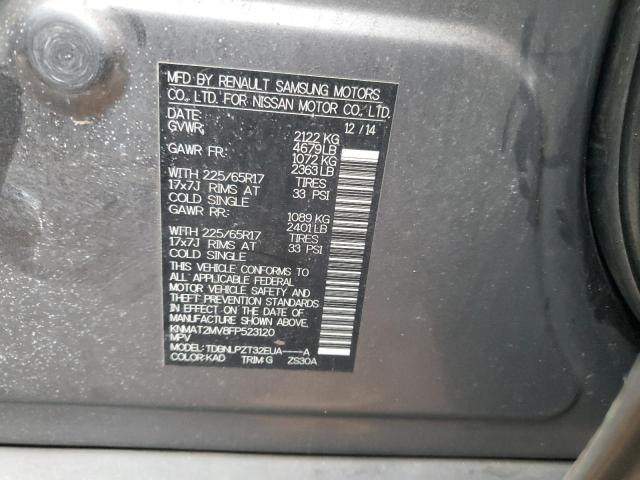 MFD BY RENAULT SAMSUNG MOTORS
CO., LTD. FOR NISSAN MOTOR CO., LTD.
DATE: 12 / 14
GVWR: 2122 KG
4679 LB
GAWR FR: 1072 KG
2363 LB
WITH 225/65R17 TIRES
17x7J RIMS AT 33 PSI
COLD SINGLE
GAWR RR: 1089 KG
2401 LB
WITH 225/65R17 TIRES
17x7J RIMS AT 33 PSI
COLD SINGLE
THIS VEHICLE CONFORMS TO
ALL APPLICABLE FEDERAL
MOTOR VEHICLE SAFETY AND
THEFT PREVENTION STANDARDS
IN EFFECT ON THE DATE OF
MANUFACTURE SHOWN ABOVE.
KNMAT2MV8FP523120
MPV
MODEL: TDBNLPZT32EUA----A
COLOR: KAD TRIM: G ZS30A